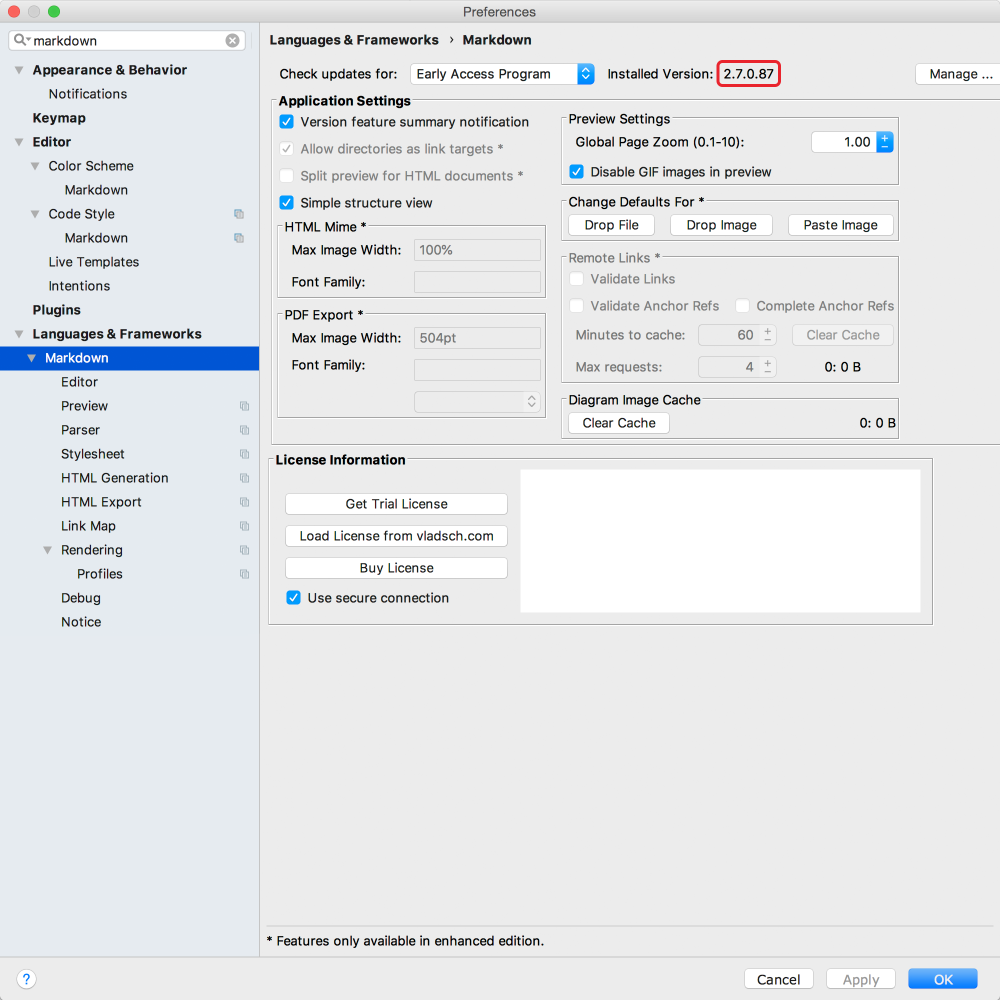 Preferences
markdown
Appearance & Behavior
Notifications
Keymap
Editor
Color Scheme
Markdown
Code Style
Markdown
Live Templates
Intentions
Plugins
Languages & Frameworks
Markdown
Editor
Preview
Parser
Stylesheet
HTML Generation
HTML Export
Link Map
Rendering
Profiles
Debug
Notice
Languages & Frameworks › Markdown
Check updates for: Early Access Program Installed Version: 2.7.0.87 Manage ...
Application Settings
Version feature summary notification
Allow directories as link targets *
Split preview for HTML documents *
Simple structure view
HTML Mime *
Max Image Width: 100%
Font Family:
PDF Export *
Max Image Width: 504pt
Font Family:
Preview Settings
Global Page Zoom (0.1-10): 1.00
Disable GIF images in preview
Change Defaults For *
Drop File Drop Image Paste Image
Remote Links *
Validate Links
Validate Anchor Refs Complete Anchor Refs
Minutes to cache: 60 Clear Cache
Max requests: 4 0: 0 B
Diagram Image Cache
Clear Cache 0: 0 B
License Information
Get Trial License
Load License from vladsch.com
Buy License
Use secure connection
* Features only available in enhanced edition.
? Cancel Apply OK